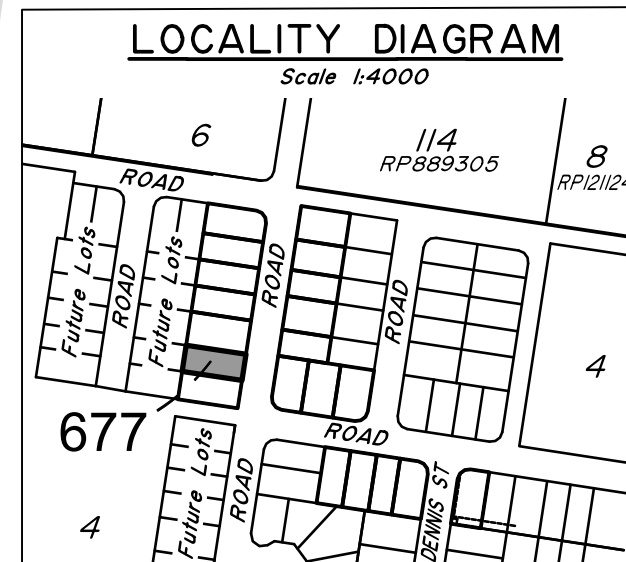 LOCALITY DIAGRAM
Scale 1:4000
6
114
RP889305
8
RP121124
ROAD
ROAD
ROAD
ROAD
Future Lots
Future Lots
4
677
ROAD
Future Lots
ROAD
DENNIS ST
4